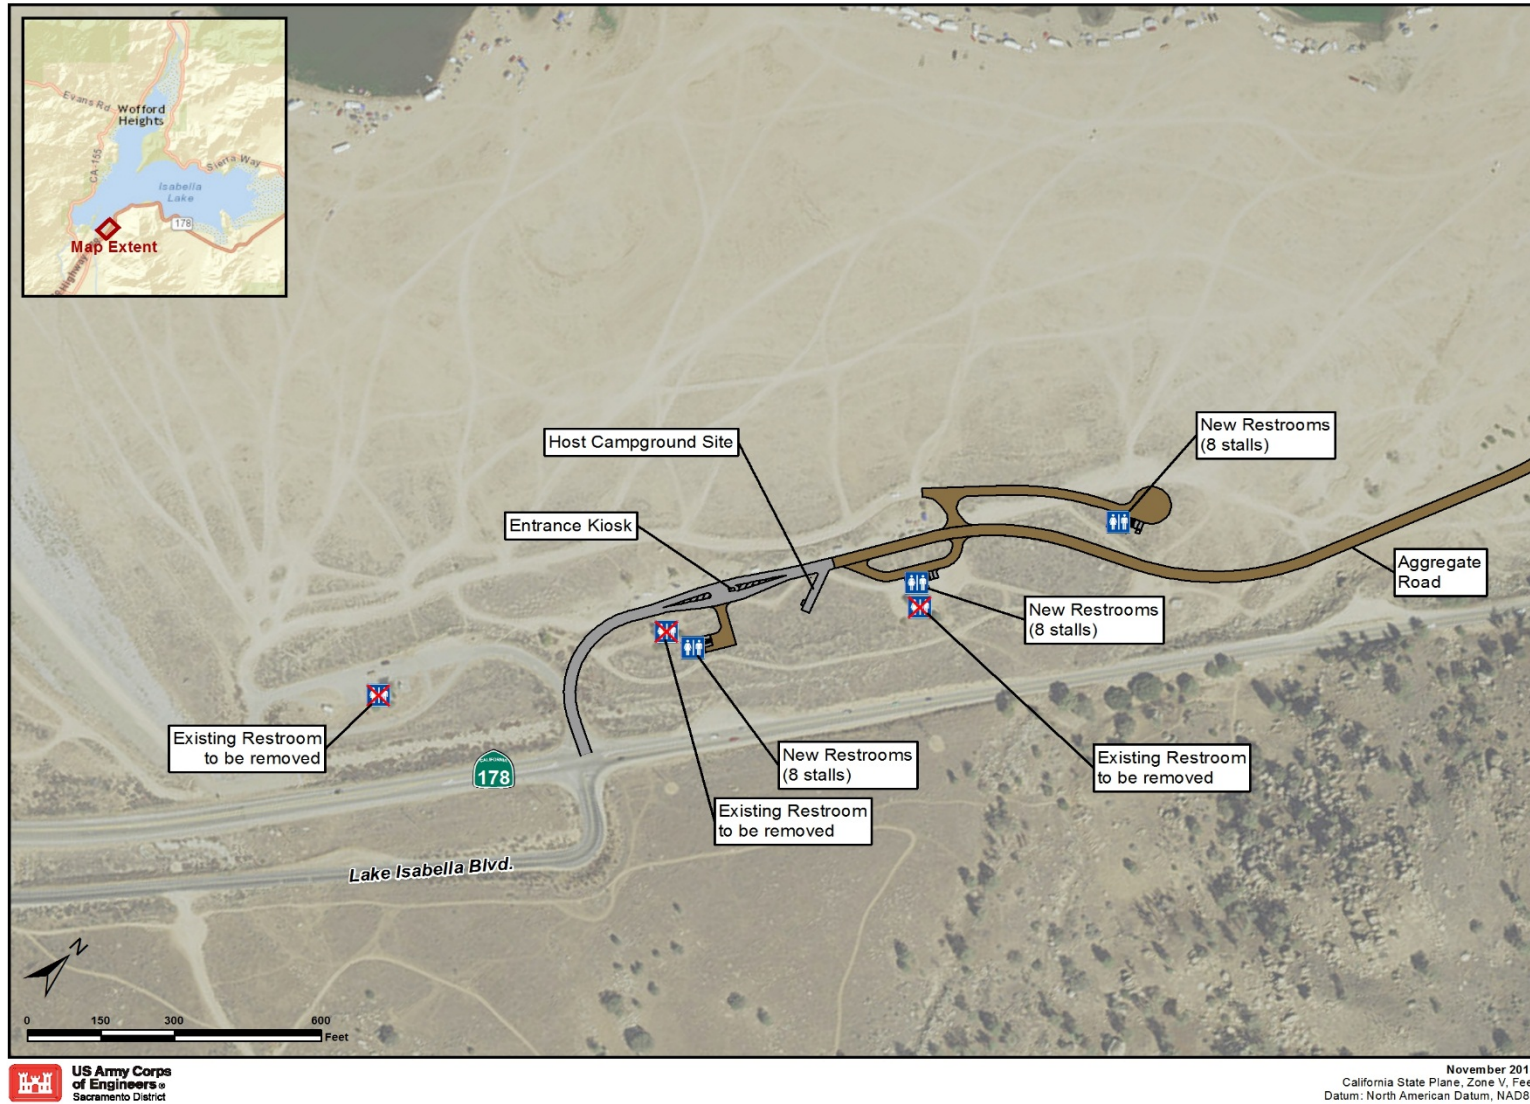 Evans Rd
Wofford
Heights
CA-155
Sierra Way
Isabella
Lake
178
Map Extent
Highway
New Restrooms
(8 stalls)
Host Campground Site
Entrance Kiosk
Aggregate
Road
New Restrooms
(8 stalls)
Existing Restroom
to be removed
New Restrooms
(8 stalls)
Existing Restroom
to be removed
Existing Restroom
to be removed
CALIFORNIA
178
Lake Isabella Blvd.
N
0 150 300 600
Feet
US Army Corps
of Engineers ®
Sacramento District
November 201
California State Plane, Zone V, Fee
Datum: North American Datum, NAD8